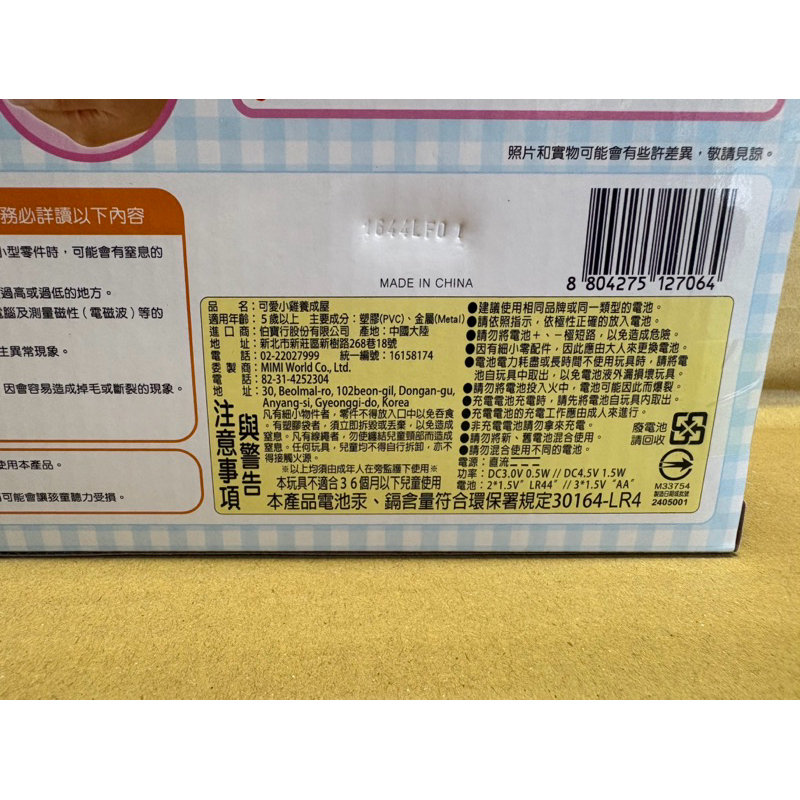 照片和實物可能會有些許差異，敬請見諒。
務必詳讀以下內容
小型零件時，可能會有窒息的
過高或過低的地方。
電腦及測量磁性（電磁波）等的
生異常現象。
因會容易造成掉毛或斷裂的現象。
使用本產品。
可能會讓孩童聽力受損。
1644LF01
MADE IN CHINA
8 804275 127064
品　名：可愛小雞養成屋
適用年齡：5歲以上　主要成分：塑膠(PVC)、金屬(Metal)
進口商：伯寶行股份有限公司　產地：中國大陸
地　址：新北市新莊區新樹路268巷18號
電　話：02-22027999　統一編號：16158174
委製商：MIMI World Co., Ltd.
電　話：82-31-4252304
地　址：30, Beolmal-ro, 102beon-gil, Dongan-gu,
Anyang-si, Gyeonggi-do, Korea
注意事項
與警告
凡有細小物件者，零件不得放入口中以免吞食
。有塑膠袋者，須立即拆毀或丟棄，以免造成
窒息。凡有線繩者，勿使纏結兒童頸部而造成
窒息。任何玩具，兒童均不得自行拆卸，亦不
得接觸火源。
※以上均須由成年人在旁監護下使用※
本玩具不適合36個月以下兒童使用
●建議使用相同品牌或同一類型的電池。
●請依照指示，依極性正確的放入電池。
●請勿將電池＋、－極短路，以免造成危險。
●因有細小零配件，因此應由大人來更換電池。
●電池電力耗盡或長時間不使用玩具時，請將電
池自玩具中取出，以免電池液外漏損壞玩具。
●請勿將電池投入火中，電池可能因此而爆裂。
●充電電池充電時，請先將電池自玩具內取出。
●充電電池的充電工作應由成人來進行。
●非充電電池請勿拿來充電。
●請勿將新、舊電池混合使用。
●請勿混合使用不同的電池。
電源：直流
功率：DC3.0V 0.5W // DC4.5V 1.5W
電池：2*1.5V" LR44" // 3*1.5V "AA"
本產品電池汞、鎘含量符合環保署規定30164-LR4
廢電池
請回收
M33754
製造日期或批號
2405001